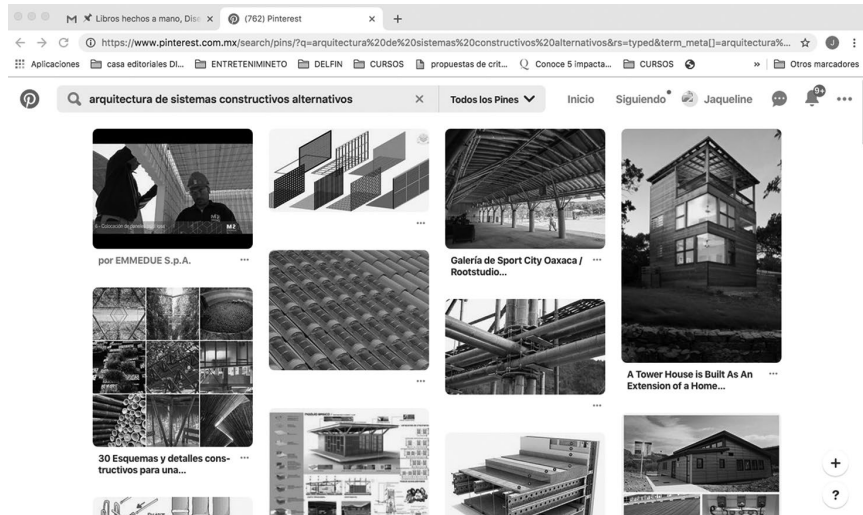 Libros hechos a mano, Dise
(762) Pinterest
https://www.pinterest.com.mx/search/pins/?q=arquitectura%20de%20sistemas%20constructivos%20alternativos&rs=typed&term_meta[]=arquitectura%...
J
Aplicaciones
casa editoriales DI...
ENTRETENIMINETO
DELFIN
CURSOS
propuestas de crit...
Conoce 5 impacta...
CURSOS
»
Otros marcadores
arquitectura de sistemas constructivos alternativos
Todos los Pines
Inicio
Siguiendo
Jaqueline
9+
M2
por EMMEDUE S.p.A.
Galería de Sport City Oaxaca /
Rootstudio...
A Tower House is Built As An
Extension of a Home...
30 Esquemas y detalles cons-
tructivos para una...
+
?